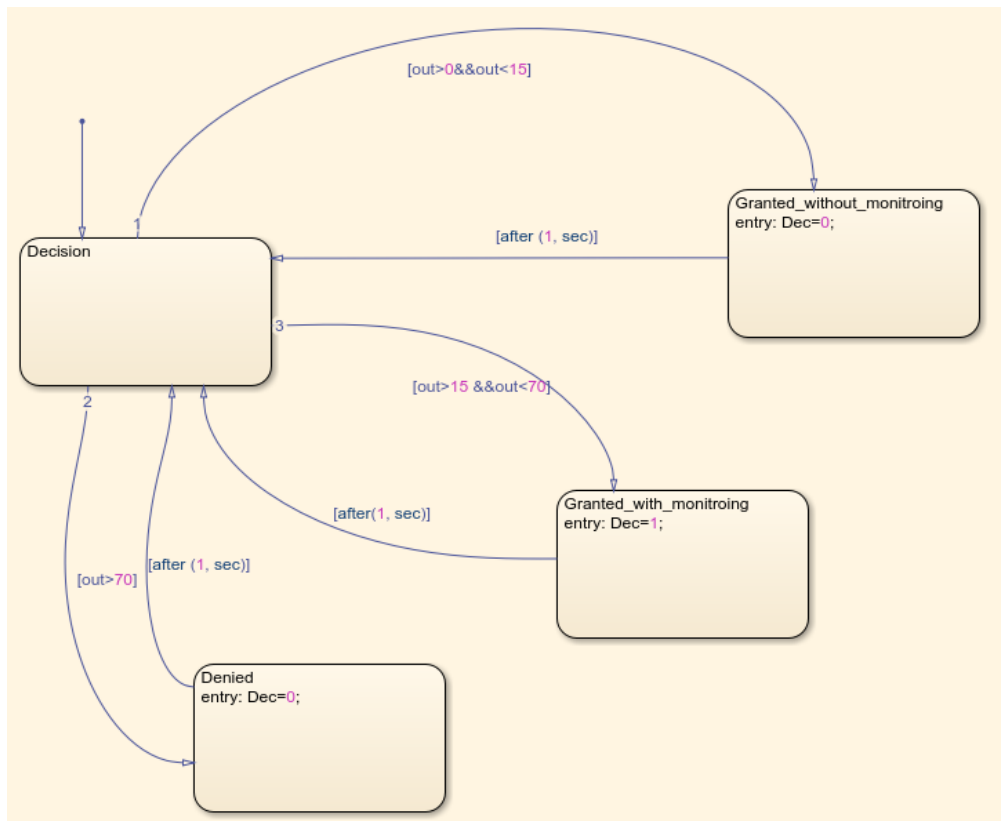 [out>0&&out<15]
Granted_without_monitroing
entry: Dec=0;
1
[after (1, sec)]
Decision
3
[out>15 &&out<70]
2
Granted_with_monitroing
entry: Dec=1;
[after(1, sec)]
[after (1, sec)]
[out>70]
Denied
entry: Dec=0;